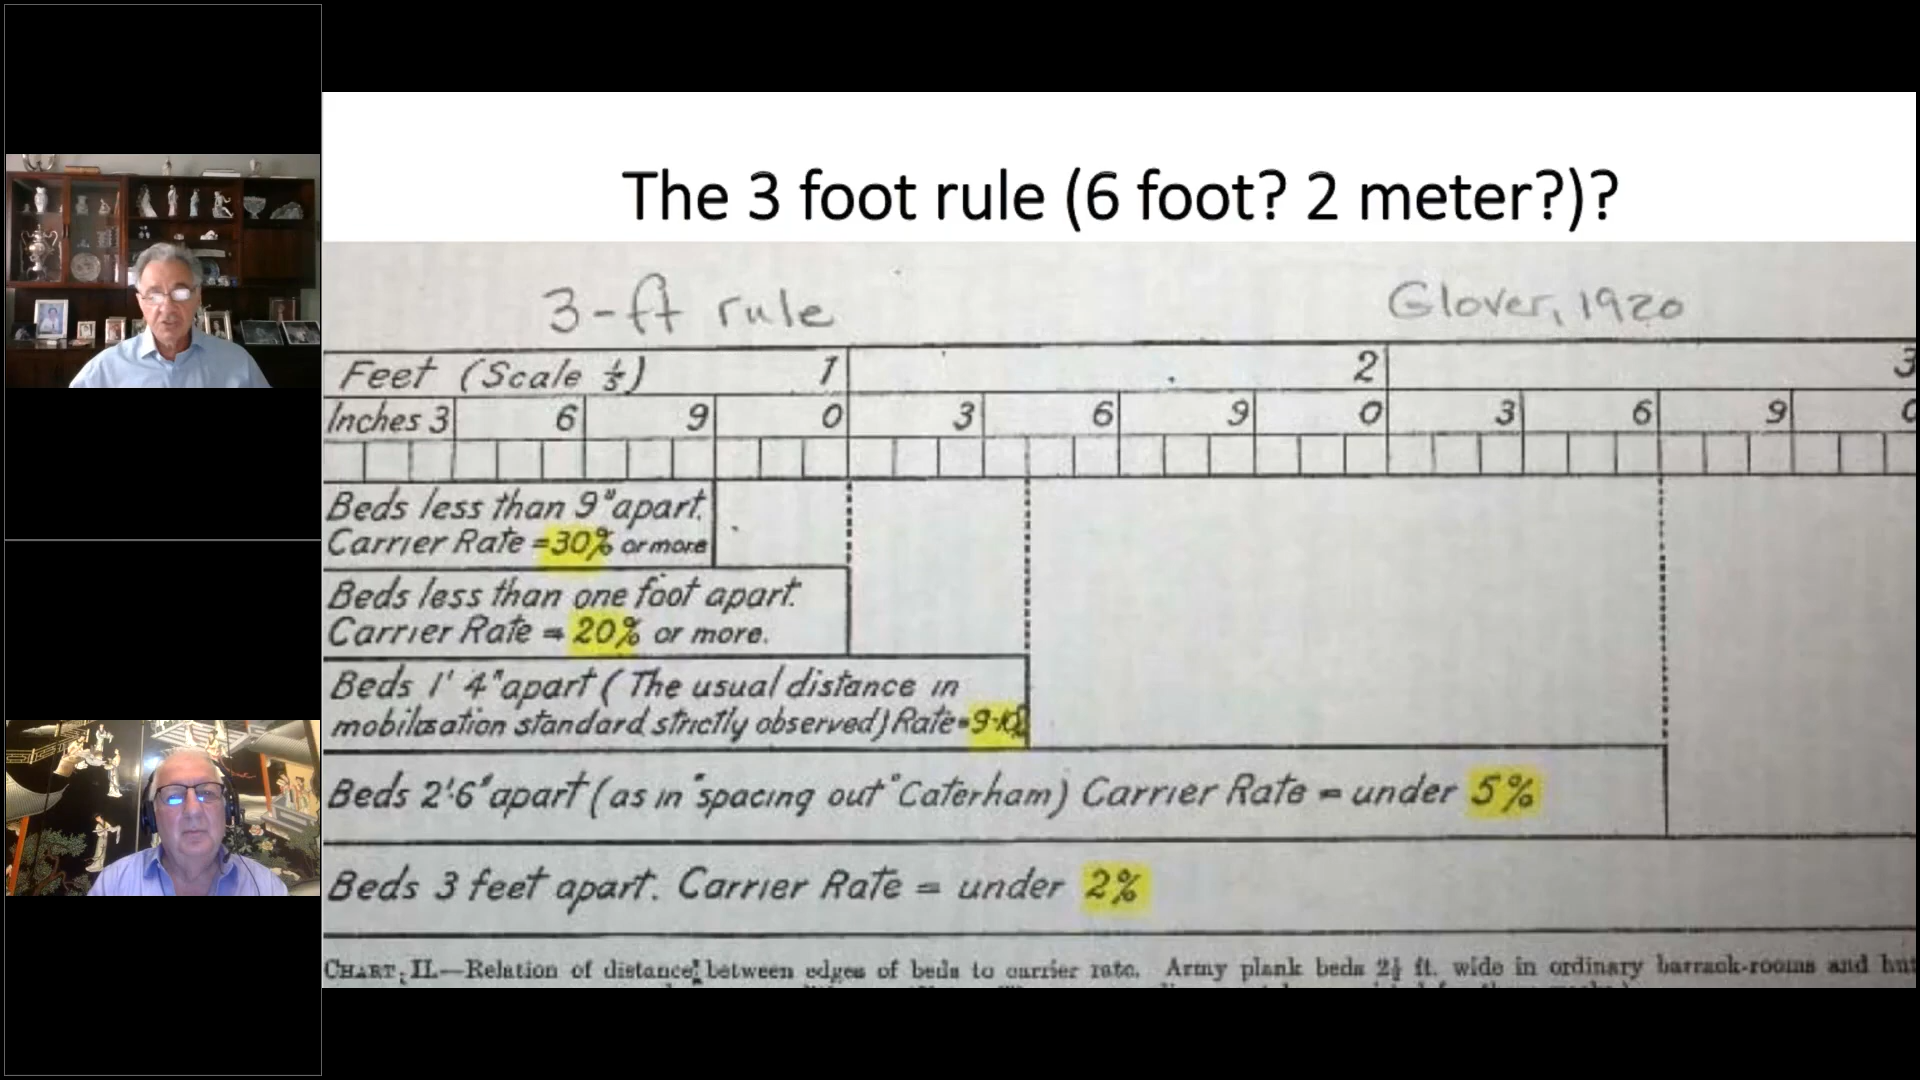 The 3 foot rule (6 foot? 2 meter?)?
3-ft rule
Glover, 1920
Feet (Scale ⅓) 1 2 3
Inches 3 6 9 0 3 6 9 0 3 6 9 0
Beds less than 9" apart.
Carrier Rate = 30% or more
Beds less than one foot apart.
Carrier Rate = 20% or more.
Beds 1' 4" apart (The usual distance in
mobilisation standard strictly observed) Rate =
Beds 2'.6" apart (as in "spacing out" Caterham) Carrier Rate = under 5%
Beds 3 feet apart. Carrier Rate = under 2%
CHART. II.—Relation of distance between edges of beds to carrier rate. Army plank beds 2½ ft. wide in ordinary barrack-rooms and